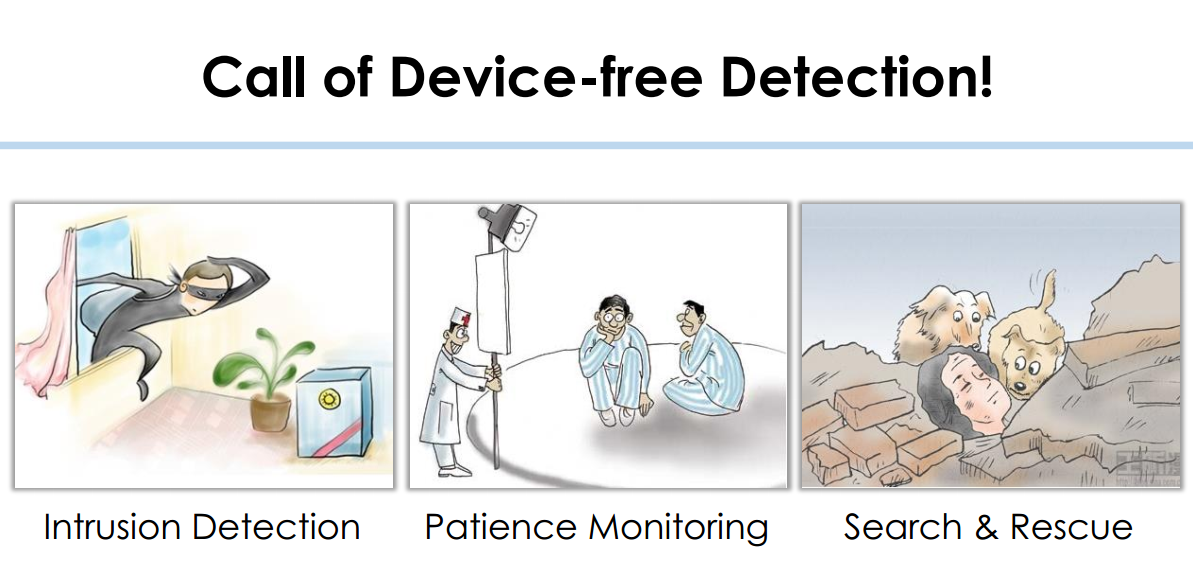 Call of Device-free Detection!
Intrusion Detection
Patience Monitoring
Search & Rescue